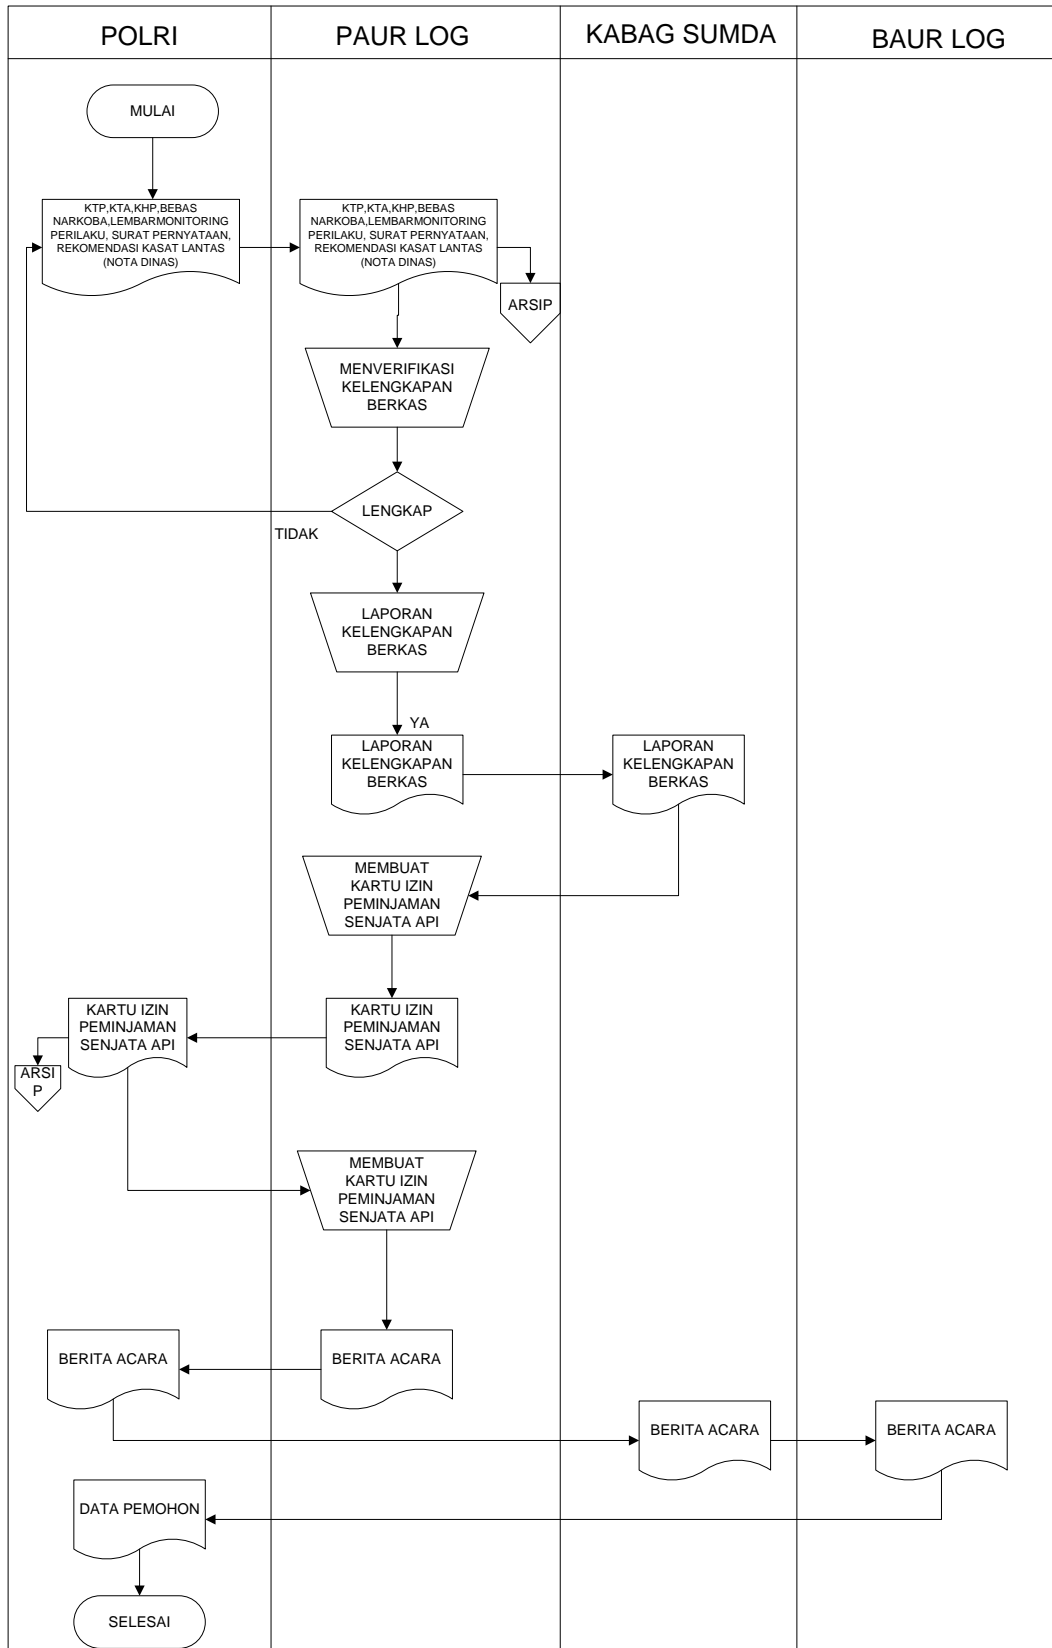 POLRI
PAUR LOG
KABAG SUMDA
BAUR LOG
MULAI
KTP,KTA,KHP,BEBAS
NARKOBA,LEMBARMONITORING
PERILAKU, SURAT PERNYATAAN,
REKOMENDASI KASAT LANTAS
(NOTA DINAS)
KTP,KTA,KHP,BEBAS
NARKOBA,LEMBARMONITORING
PERILAKU, SURAT PERNYATAAN,
REKOMENDASI KASAT LANTAS
(NOTA DINAS)
ARSIP
MENVERIFIKASI
KELENGKAPAN
BERKAS
LENGKAP
TIDAK
LAPORAN
KELENGKAPAN
BERKAS
YA
LAPORAN
KELENGKAPAN
BERKAS
LAPORAN
KELENGKAPAN
BERKAS
MEMBUAT
KARTU IZIN
PEMINJAMAN
SENJATA API
KARTU IZIN
PEMINJAMAN
SENJATA API
KARTU IZIN
PEMINJAMAN
SENJATA API
ARSI
P
MEMBUAT
KARTU IZIN
PEMINJAMAN
SENJATA API
BERITA ACARA
BERITA ACARA
BERITA ACARA
BERITA ACARA
DATA PEMOHON
SELESAI